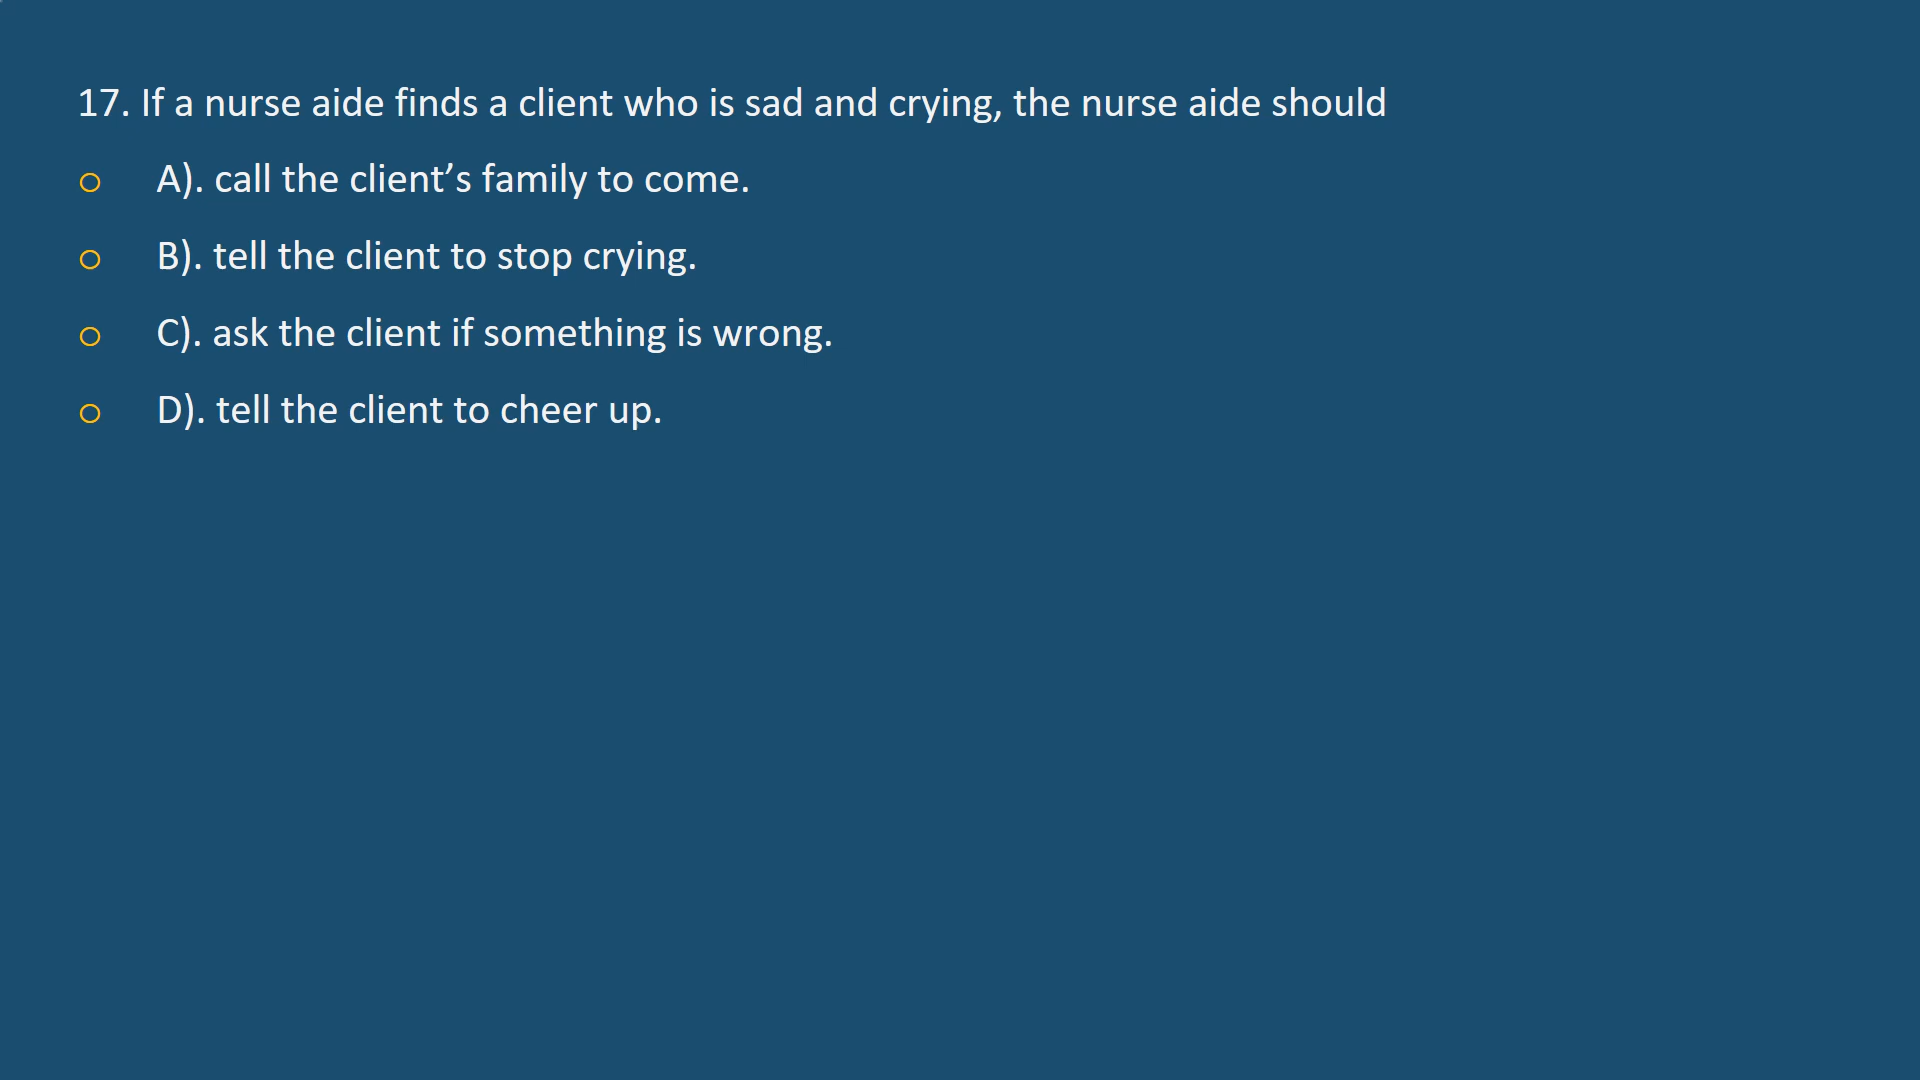 17. If a nurse aide finds a client who is sad and crying, the nurse aide should
o A). call the client’s family to come.
o B). tell the client to stop crying.
o C). ask the client if something is wrong.
o D). tell the client to cheer up.